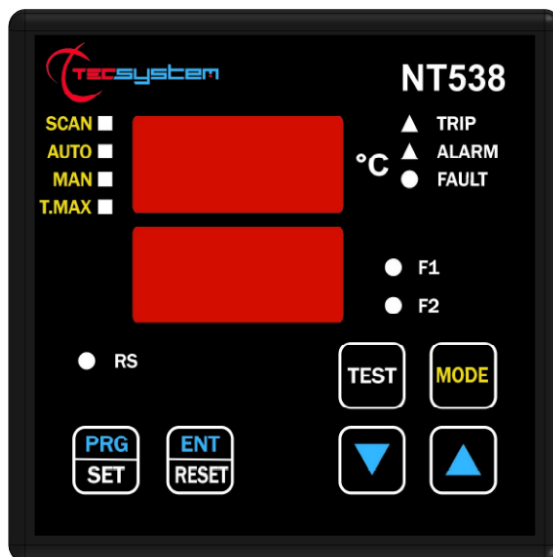 TECSYSTEM
NT538
SCAN
AUTO
MAN
T.MAX
°C
TRIP
ALARM
FAULT
F1
F2
RS
TEST
MODE
PRG
SET
ENT
RESET